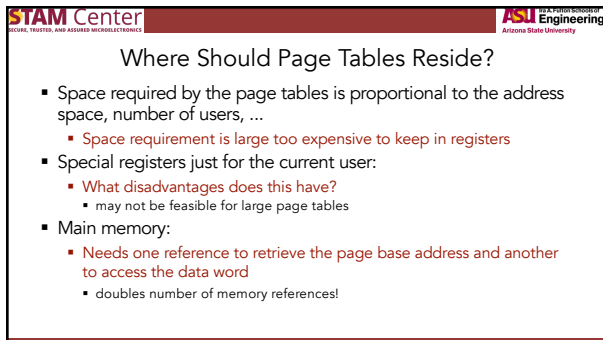 STAM Center
SECURE, TRUSTED, AND ASSURED MICROELECTRONICS
ASU Ira A. Fulton Schools of
Engineering
Arizona State University
Where Should Page Tables Reside?
▪ Space required by the page tables is proportional to the address
space, number of users, ...
▪ Space requirement is large too expensive to keep in registers
▪ Special registers just for the current user:
▪ What disadvantages does this have?
▪ may not be feasible for large page tables
▪ Main memory:
▪ Needs one reference to retrieve the page base address and another
to access the data word
▪ doubles number of memory references!